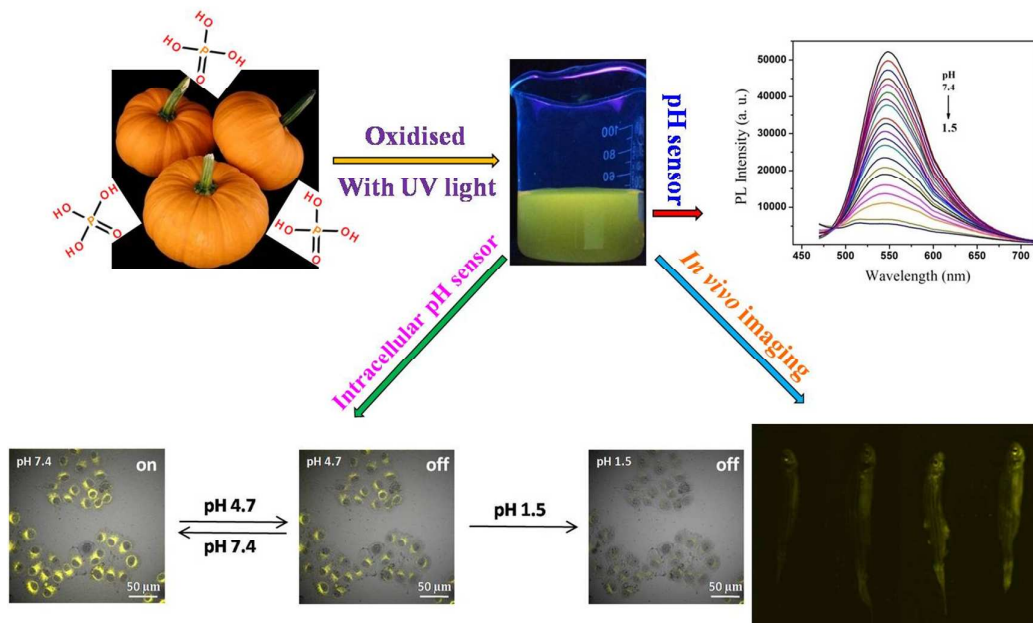 HO
OH
P
HO
O
OH
HO
P
HO
O
HO
HO
P
OH
O
Oxidised
With UV light
100
80
60
pH sensor
PL Intensity (a. u.)
50000
40000
30000
20000
10000
pH
7.4
1.5
450 500 550 600 650 700
Wavelength (nm)
Intracellular pH sensor
In vivo imaging
pH 7.4
on
50 μm
pH 4.7
pH 7.4
pH 4.7
off
50 μm
pH 1.5
pH 1.5
off
50 μm